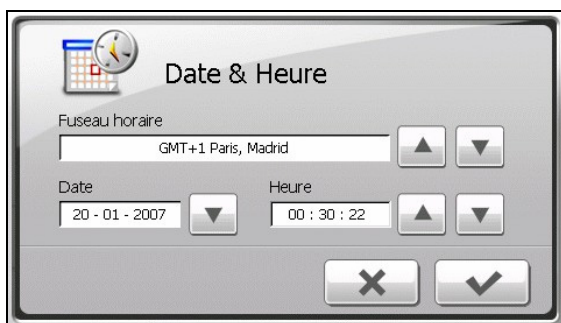 Date & Heure
Fuseau horaire
GMT+1 Paris, Madrid
Date
Heure
20 - 01 - 2007
00 : 30 : 22